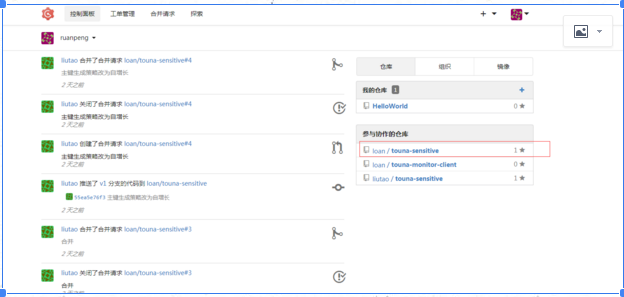 控制面板 工单管理 合并请求 探索
ruanpeng
liutao 合并了合并请求 loan/touna-sensitive#4
主键生成策略改为自增长
2 天之前
liutao 关闭了合并请求 loan/touna-sensitive#4
主键生成策略改为自增长
2 天之前
liutao 创建了合并请求 loan/touna-sensitive#4
主键生成策略改为自增长
2 天之前
liutao 推送了 v1 分支的代码到 loan/touna-sensitive
55ea5e76f3 主键生成策略改为自增长
2 天之前
liutao 合并了合并请求 loan/touna-sensitive#3
合并
2 天之前
liutao 关闭了合并请求 loan/touna-sensitive#3
合并
仓库 组织 镜像
我的仓库 1
HelloWorld 0
参与协作的仓库
loan / touna-sensitive 1
loan / touna-monitor-client 0
liutao / touna-sensitive 1